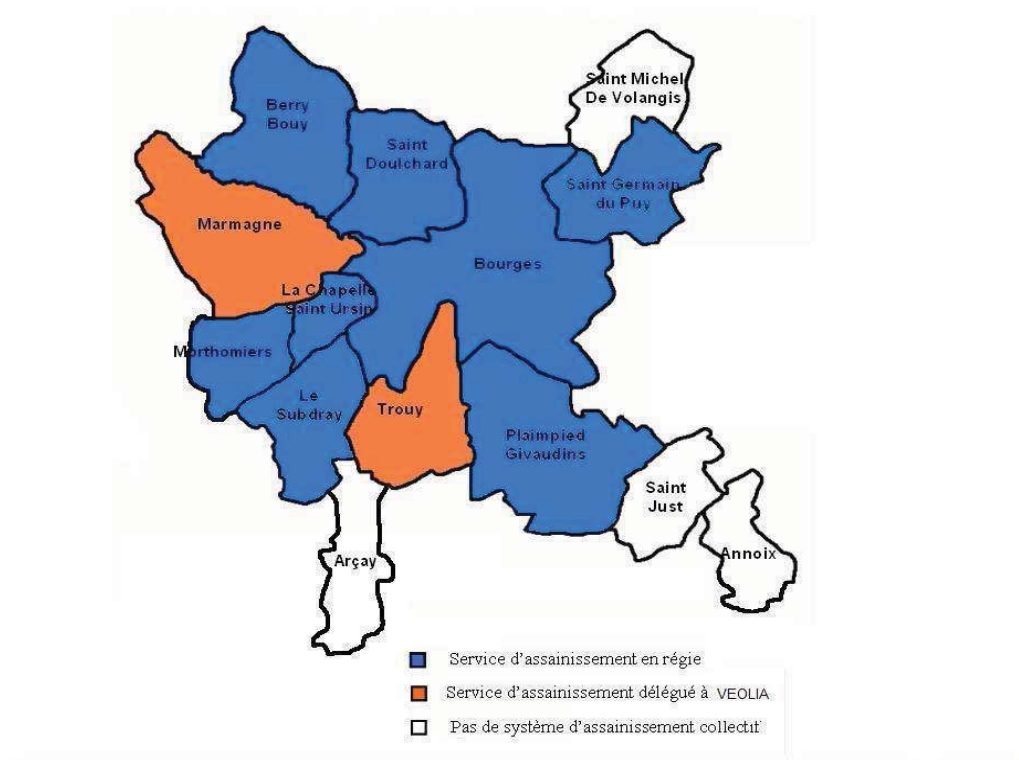 Saint Michel
De Volangis
Berry
Bouy
Saint
Doulchard
Saint Germain
du Puy
Marmagne
Bourges
La Chapelle
Saint Ursin
Morthomiers
Le
Subdray
Trouy
Plaimpied
Givaudins
Saint
Just
Annoix
Arçay
Service d'assainissement en régie
Service d'assainissement délégué à VEOLIA
Pas de système d'assainissement collectif